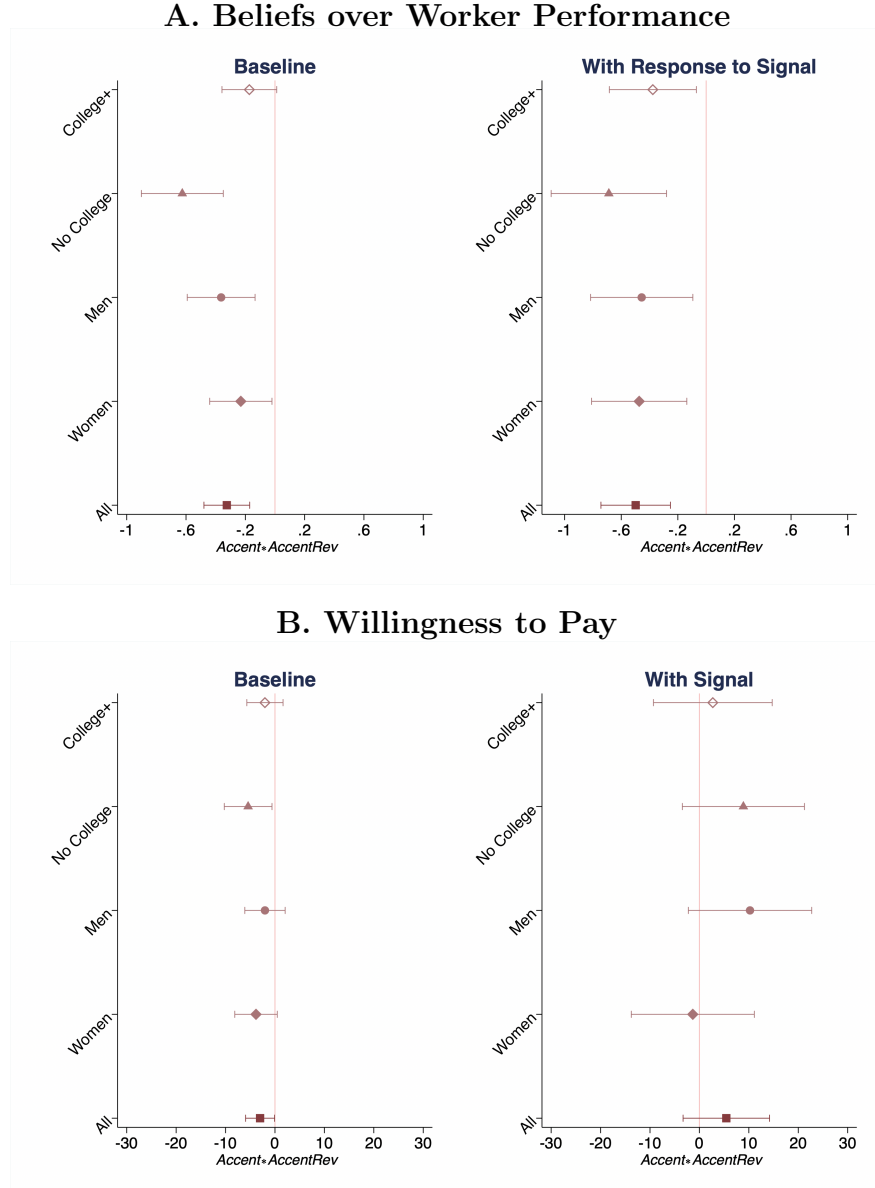 A. Beliefs over Worker Performance
Baseline
College+
No College
Men
Women
All
-1 -.6 -.2 .2 .6 1
Accent*AccentRev
With Response to Signal
College+
No College
Men
Women
All
-1 -.6 -.2 .2 .6 1
Accent*AccentRev
B. Willingness to Pay
Baseline
College+
No College
Men
Women
All
-30 -20 -10 0 10 20 30
Accent*AccentRev
With Signal
College+
No College
Men
Women
All
-30 -20 -10 0 10 20 30
Accent*AccentRev